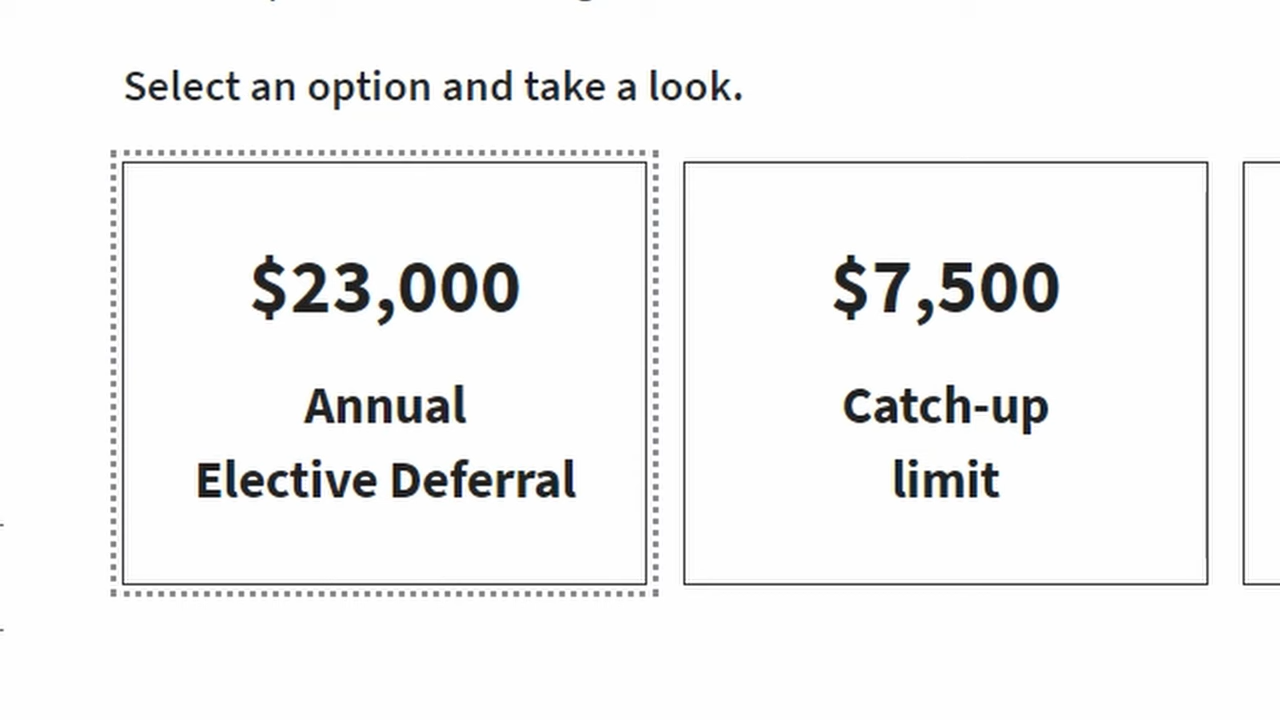 Select an option and take a look.
$23,000
Annual
Elective Deferral
$7,500
Catch-up
limit